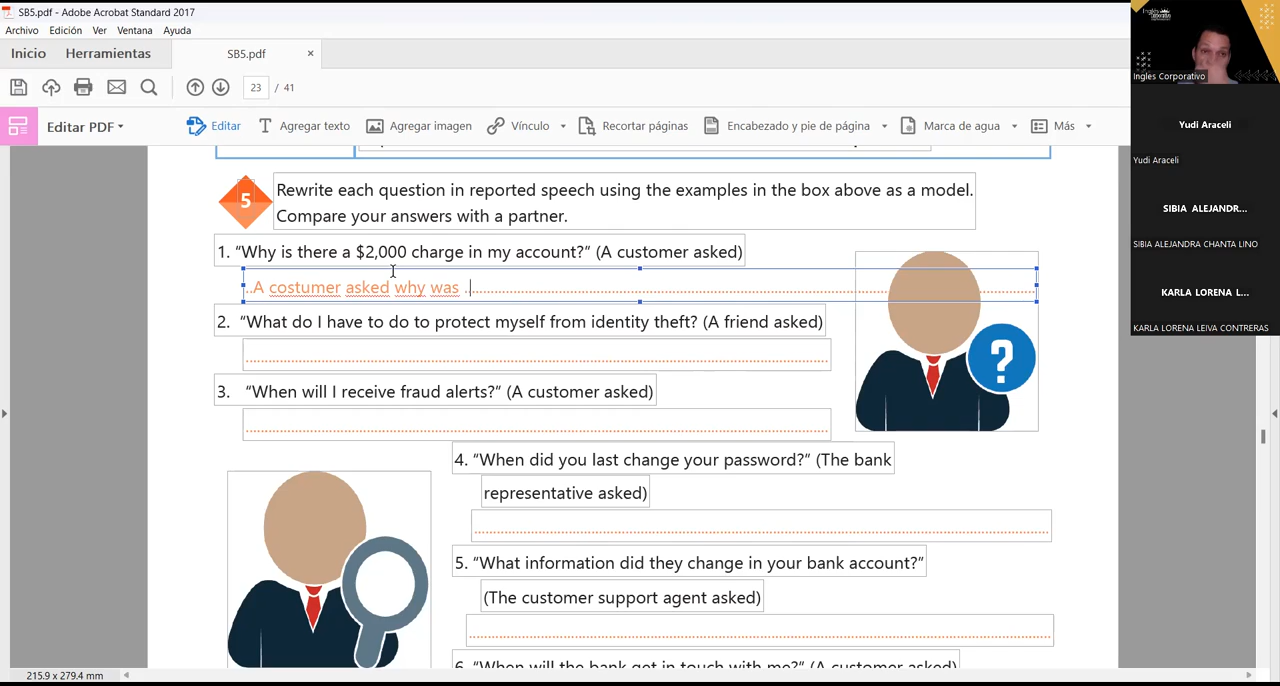 SB5.pdf - Adobe Acrobat Standard 2017
Archivo Edición Ver Ventana Ayuda
Inicio Herramientas SB5.pdf ×
23 / 41
Editar PDF Editar Agregar texto Agregar imagen Vínculo Recortar páginas Encabezado y pie de página Marca de agua Más
5 Rewrite each question in reported speech using the examples in the box above as a model.
Compare your answers with a partner.
1. “Why is there a $2,000 charge in my account?” (A customer asked)
A costumer asked why was
2. “What do I have to do to protect myself from identity theft? (A friend asked)
3. “When will I receive fraud alerts?” (A customer asked)
?
4. “When did you last change your password?” (The bank
representative asked)
5. “What information did they change in your bank account?”
(The customer support agent asked)
6. “When will the bank get in touch with me?” (A customer asked)
215.9 x 279.4 mm
Inglés
Corporativo
Ingles Corporativo
Yudi Araceli
Yudi Araceli
SIBIA ALEJANDR...
SIBIA ALEJANDRA CHANTA LINO
KARLA LORENA L...
KARLA LORENA LEIVA CONTRERAS